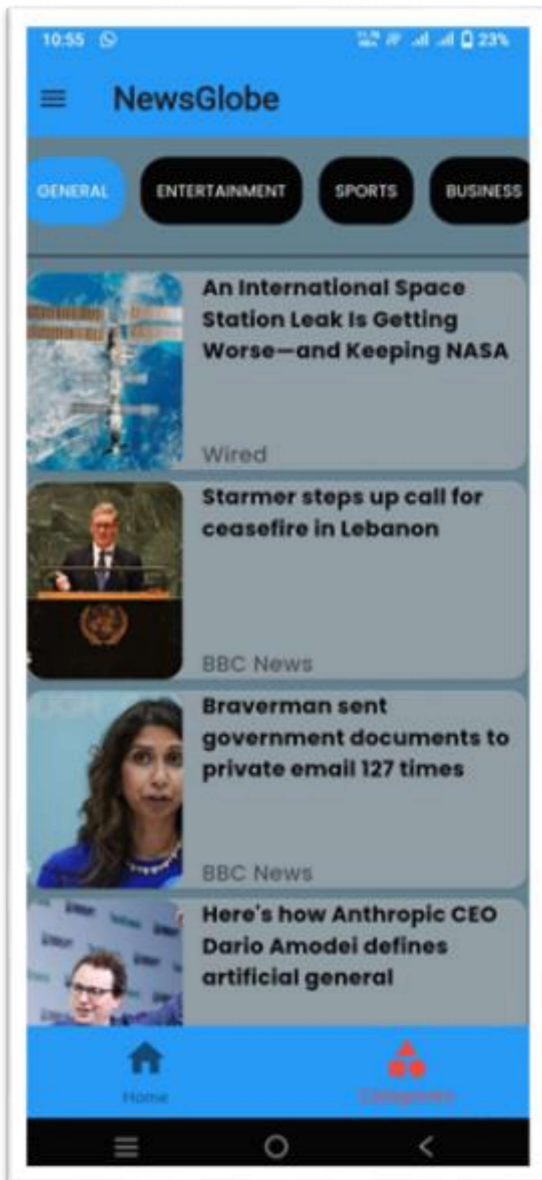 10:55
23%
NewsGlobe
GENERAL
ENTERTAINMENT
SPORTS
BUSINESS
An International Space
Station Leak Is Getting
Worse—and Keeping NASA
Wired
Starmer steps up call for
ceasefire in Lebanon
BBC News
Braverman sent
government documents to
private email 127 times
BBC News
Here's how Anthropic CEO
Dario Amodei defines
artificial general
Home
Categories